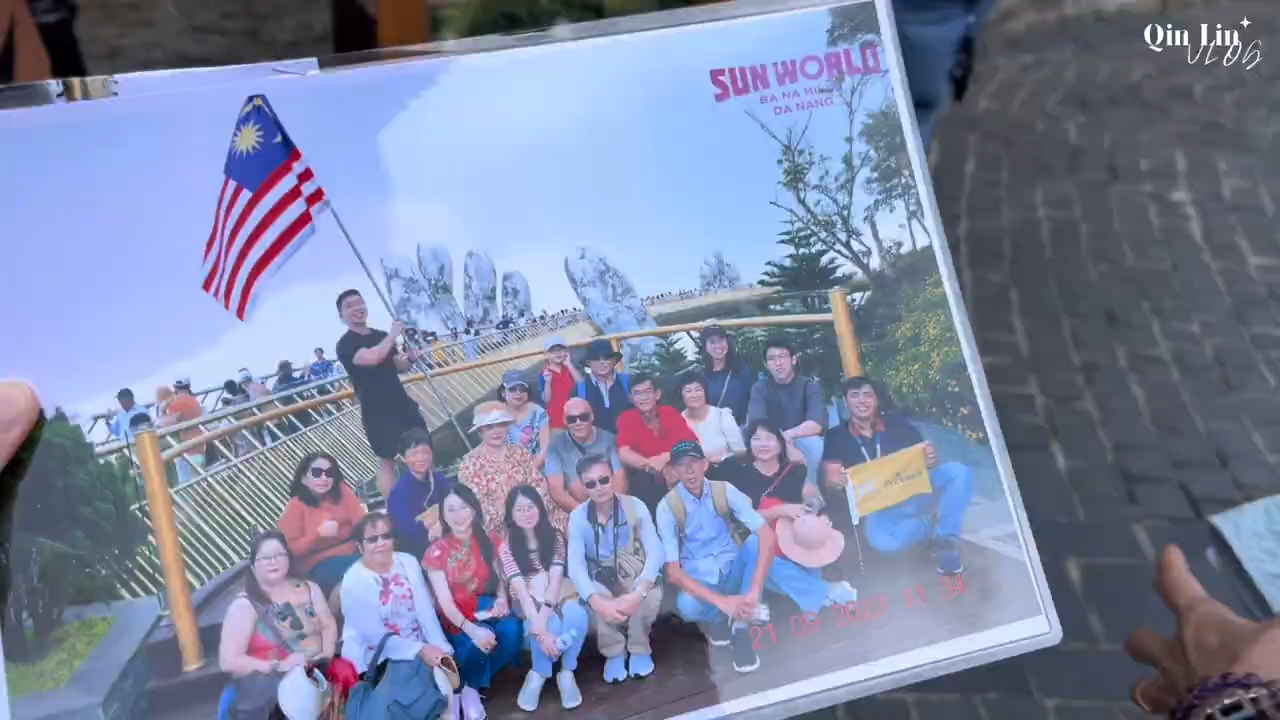 Qin Lin
VLOG
SUN WORLD
BA NA HILLS
DA NANG
21 09 2023 11:34